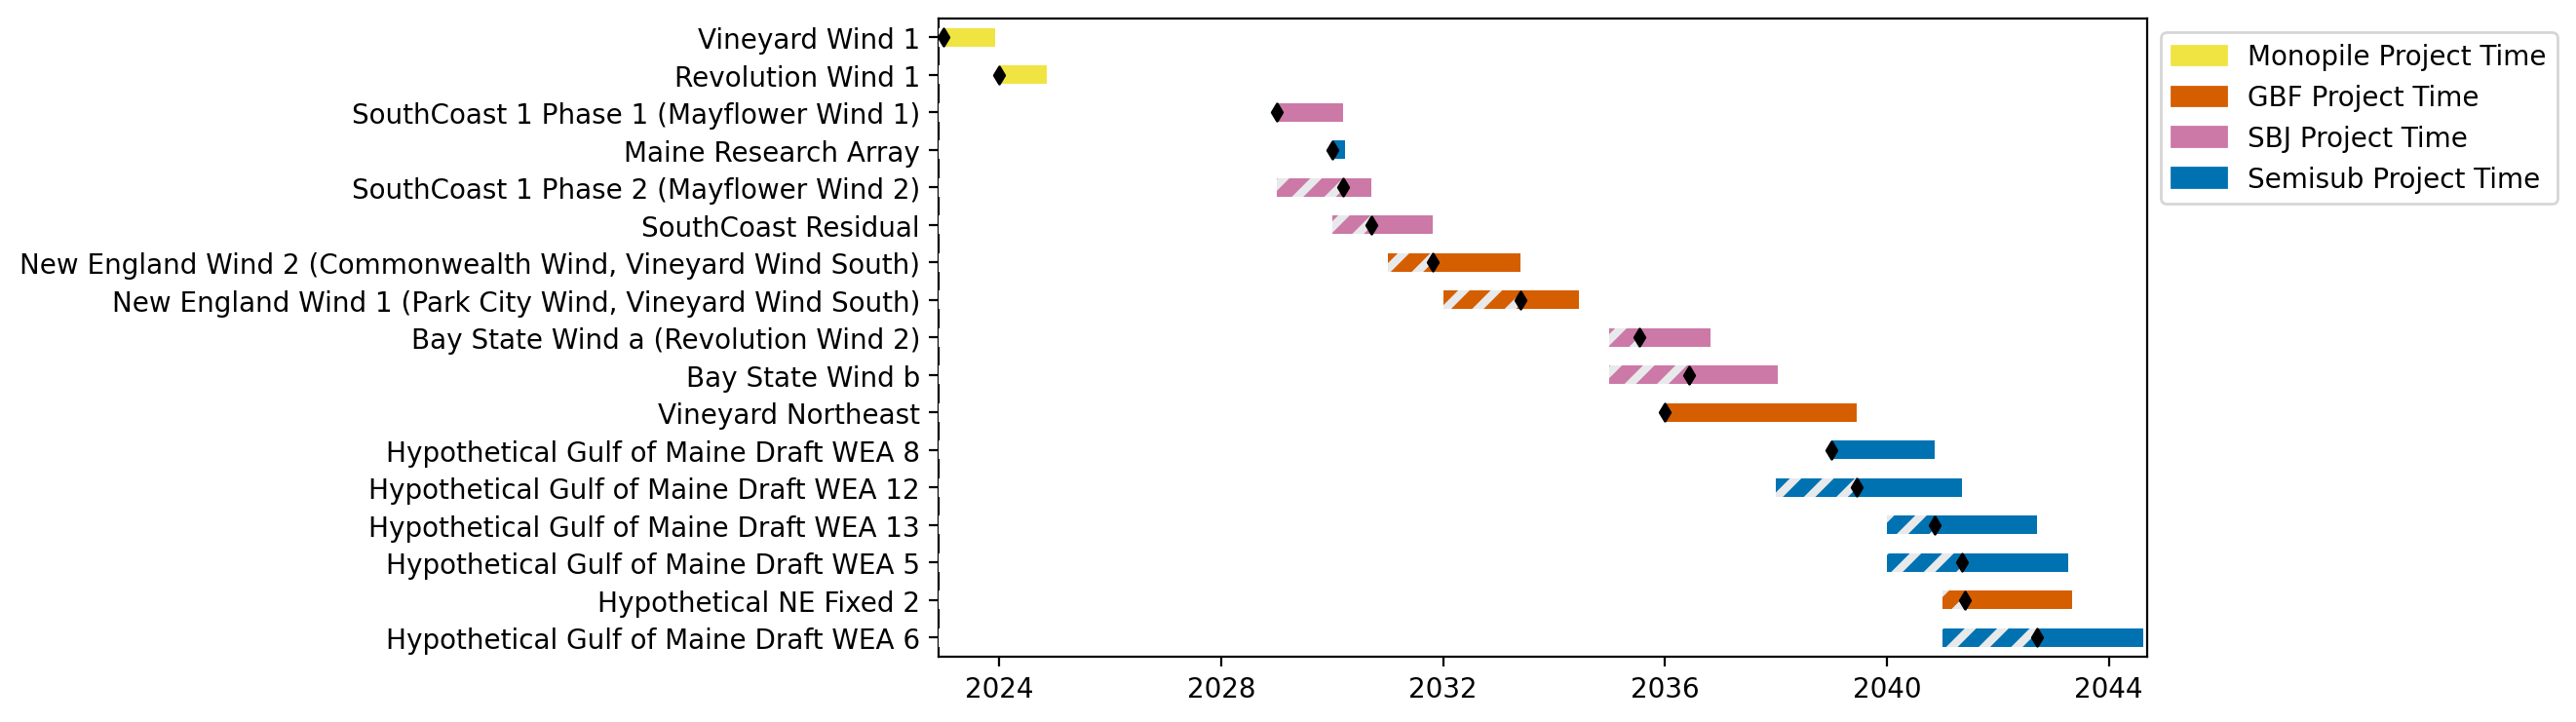 Vineyard Wind 1
Revolution Wind 1
SouthCoast 1 Phase 1 (Mayflower Wind 1)
Maine Research Array
SouthCoast 1 Phase 2 (Mayflower Wind 2)
SouthCoast Residual
New England Wind 2 (Commonwealth Wind, Vineyard Wind South)
New England Wind 1 (Park City Wind, Vineyard Wind South)
Bay State Wind a (Revolution Wind 2)
Bay State Wind b
Vineyard Northeast
Hypothetical Gulf of Maine Draft WEA 8
Hypothetical Gulf of Maine Draft WEA 12
Hypothetical Gulf of Maine Draft WEA 13
Hypothetical Gulf of Maine Draft WEA 5
Hypothetical NE Fixed 2
Hypothetical Gulf of Maine Draft WEA 6
2024 2028 2032 2036 2040 2044
Monopile Project Time
GBF Project Time
SBJ Project Time
Semisub Project Time